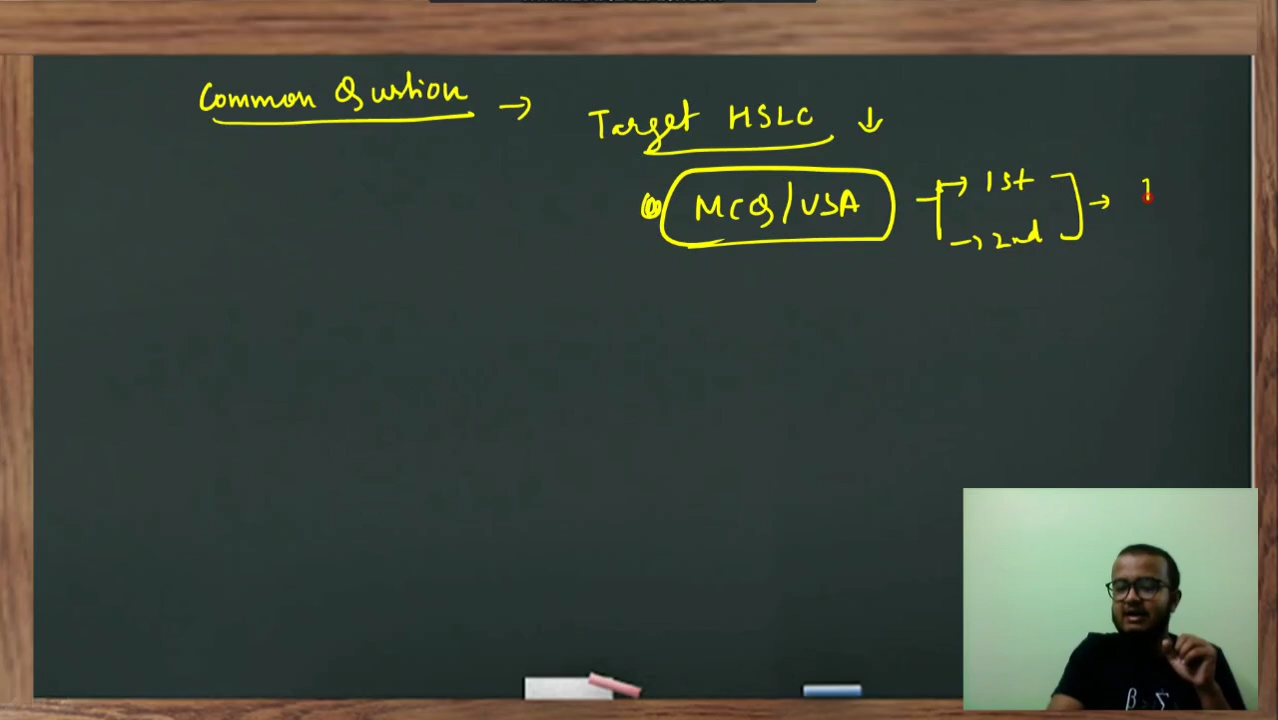 Common Qustion →
Target HSLC ↓
MCQ/VSA → 1st → 1
→ 2nd
β